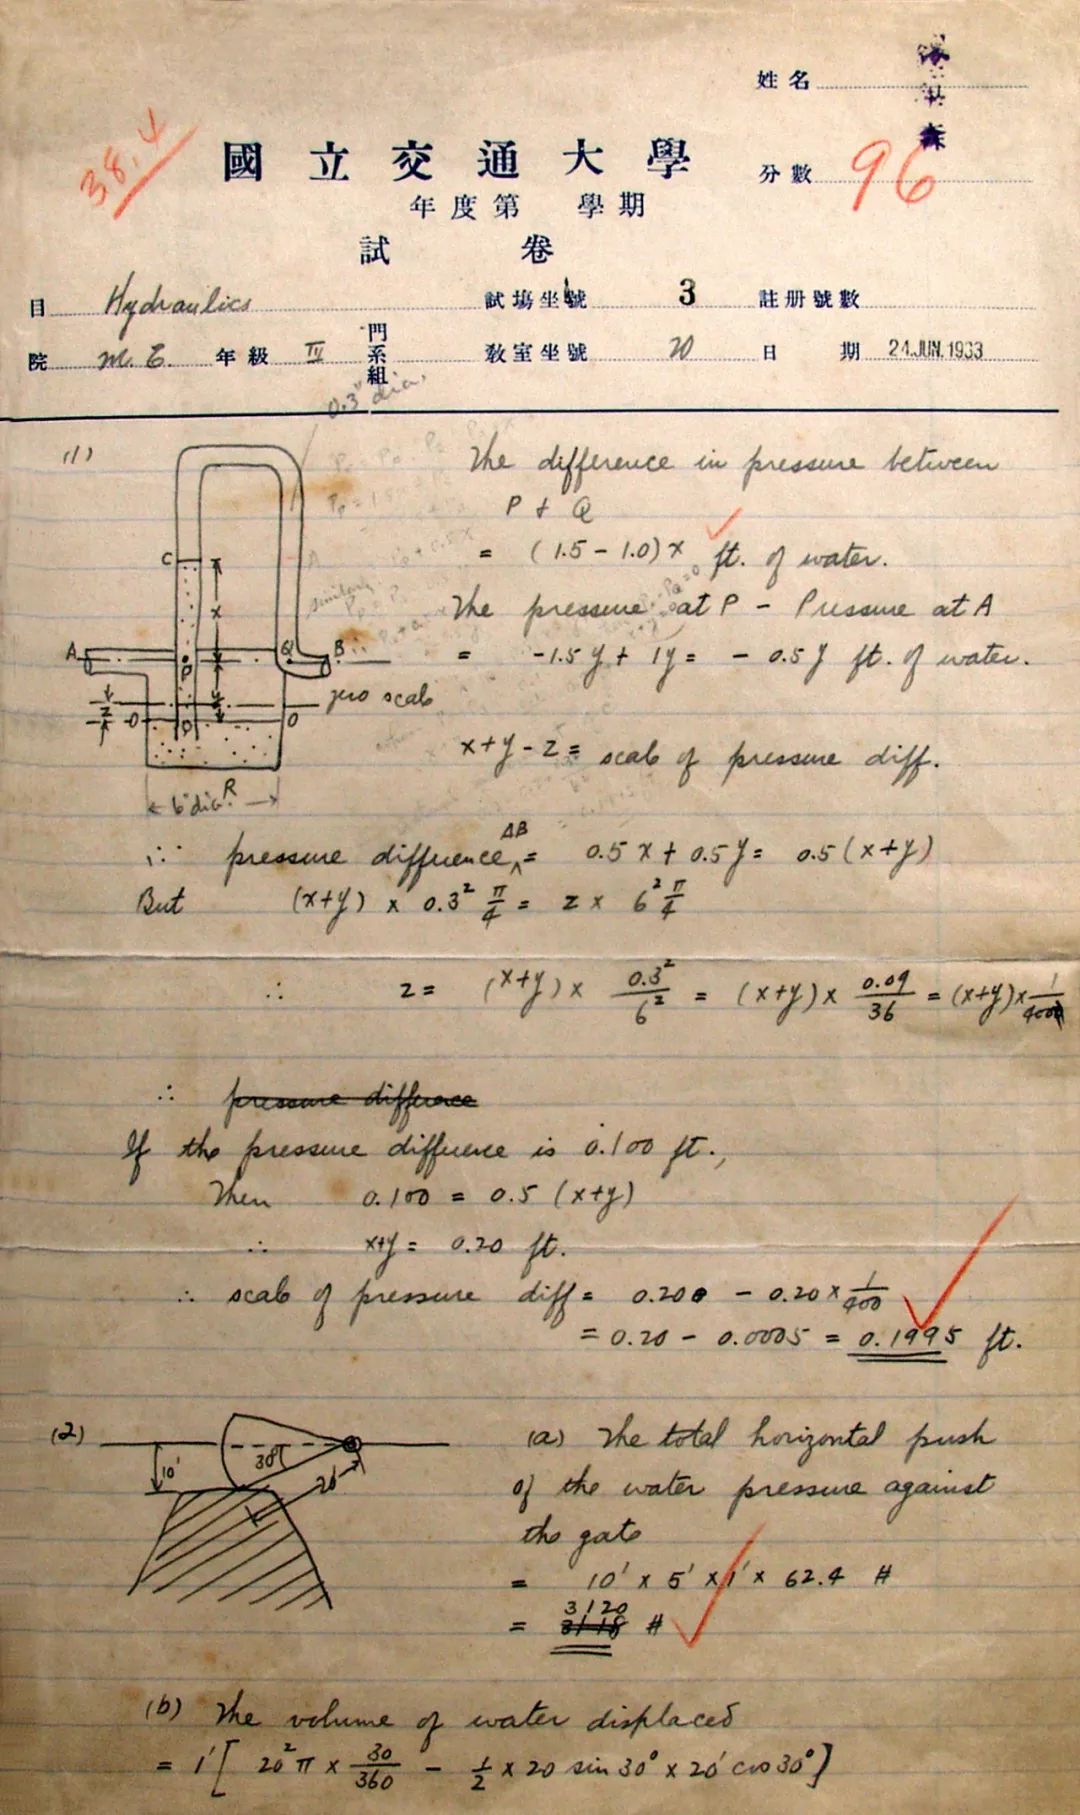 姓名
38.4
國立交通大學
分數 96
年度第 學期
試 卷
目 Hydraulics 試場坐號 3 註册號數
院 M.E. 年級 IV 門系組 教室坐號 20 日期 24.JUN.1933
0.3" dia.
(1)
The difference in pressure between
P + Q
= (1.5 - 1.0) x ft. of water.
The pressure at P - Pressure at A
= -1.5 y + 1y = - 0.5 y ft. of water.
x+y-z = scale of pressure diff.
C
x
A
P
Q
B
y
z
O
O
zero scale
R
6" dia.
∴ pressure difference AB = 0.5 x + 0.5 y = 0.5 (x+y)
But (x+y) x 0.3² π/4 = z x 6² π/4
∴ z = (x+y) x 0.3²/6² = (x+y) x 0.09/36 = (x+y) x 1/400
∴ pressure difference
If the pressure difference is 0.100 ft.,
Then 0.100 = 0.5 (x+y)
∴ x+y = 0.20 ft.
∴ scale of pressure diff = 0.200 - 0.20 x 1/400
= 0.20 - 0.0005 = 0.1995 ft.
(2)
10'
30°
20'
(a) The total horizontal push
of the water pressure against
the gate
= 10' x 5' x 1' x 62.4 #
= 3120 #
(b) The volume of water displaced
= 1' [ 20² π x 30/360 - 1/2 x 20 sin 30° x 20' cos 30° ]